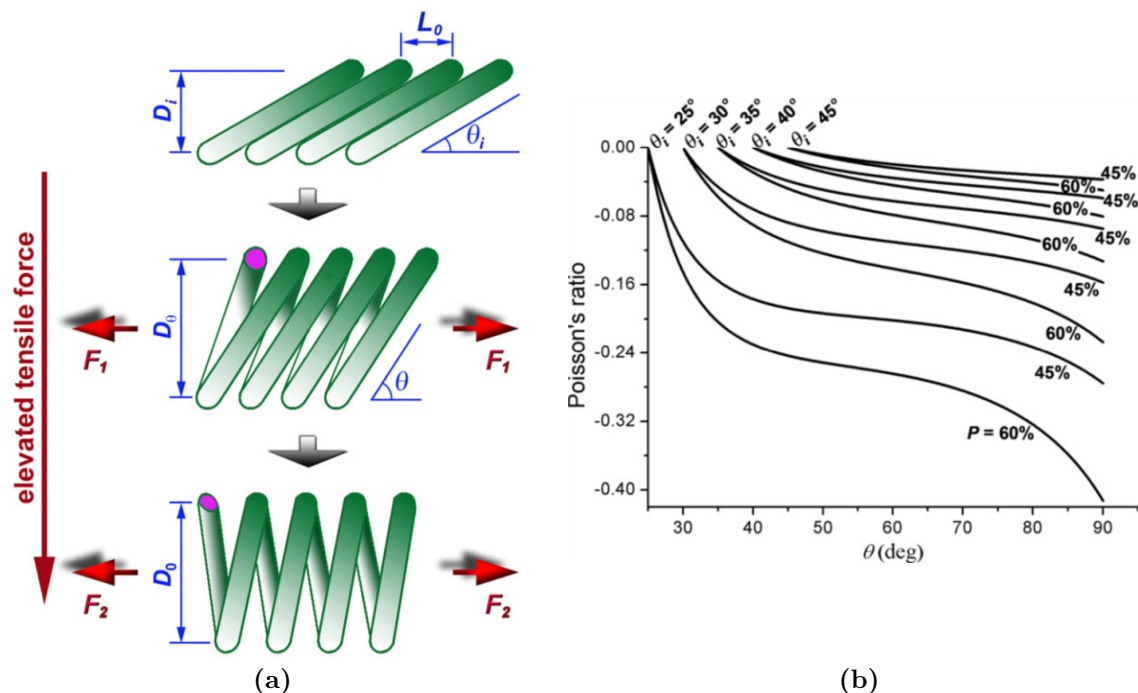 L₀
Dᵢ
θᵢ
elevated tensile force
D_θ
F₁
F₁
θ
D₀
F₂
F₂
(a)
θᵢ = 25°
θᵢ = 30°
θᵢ = 35°
θᵢ = 40°
θᵢ = 45°
Poisson's ratio
0.00
-0.08
-0.16
-0.24
-0.32
-0.40
45%
60%
45%
60%
45%
60%
45%
60%
45%
P = 60%
30
40
50
60
70
80
90
θ (deg)
(b)